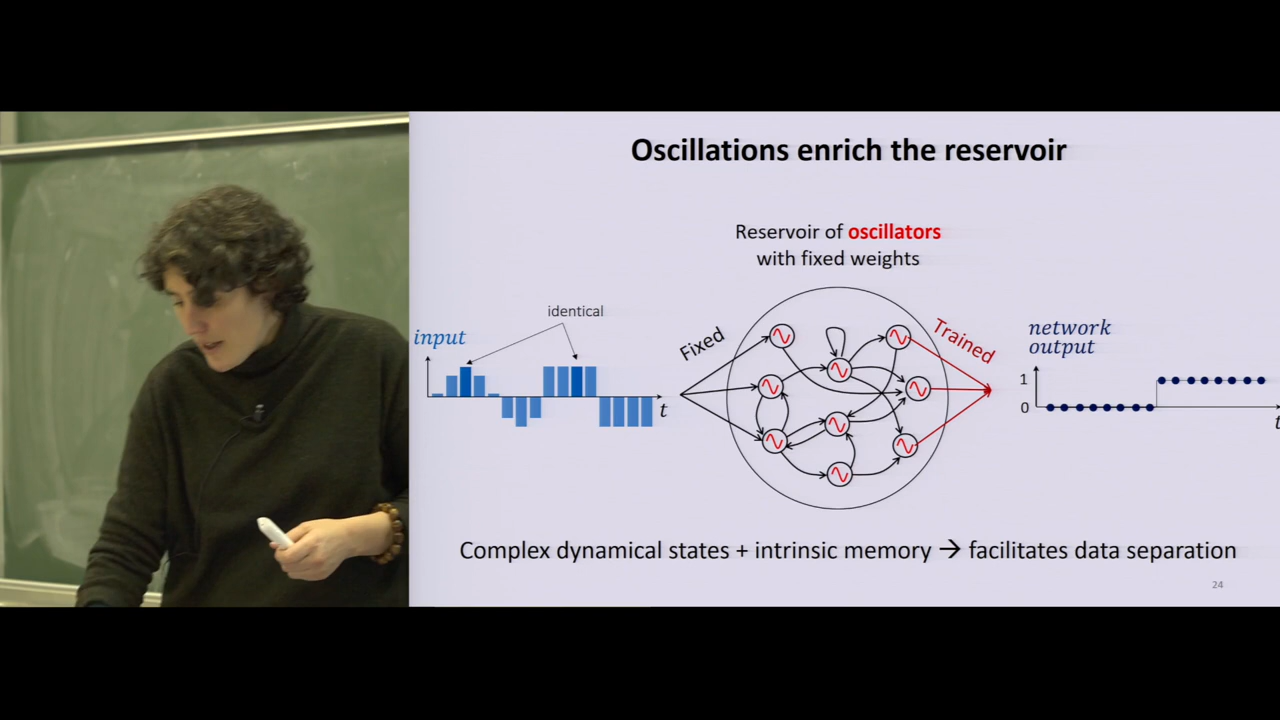 Oscillations enrich the reservoir
Reservoir of oscillators
with fixed weights
identical
input
t
Fixed
Trained
network
output
1
0
t
Complex dynamical states + intrinsic memory → facilitates data separation
24